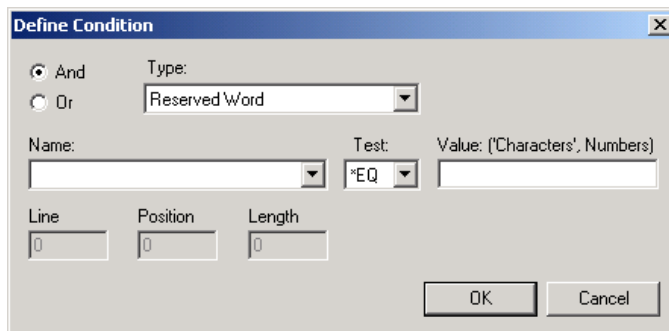 Define Condition
And
Or
Type:
Reserved Word
Name:
Test:
*EQ
Value: ('Characters', Numbers)
Line
0
Position
0
Length
0
OK
Cancel